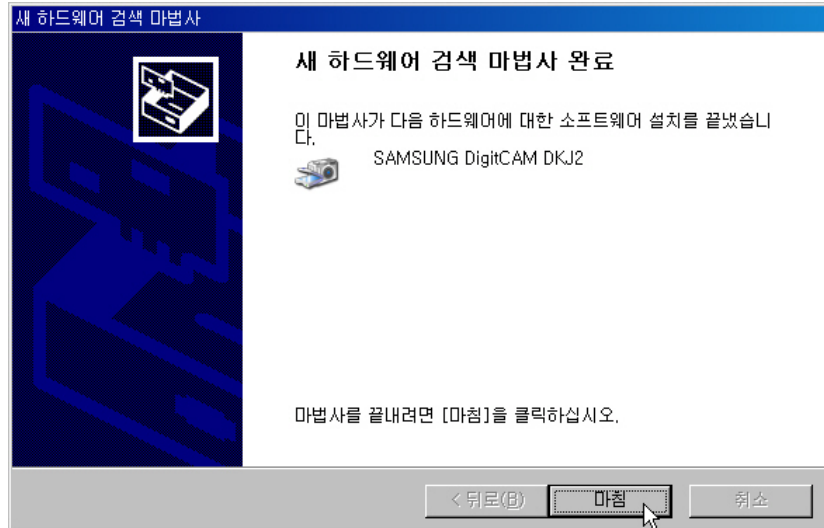 새 하드웨어 검색 마법사
새 하드웨어 검색 마법사 완료
이 마법사가 다음 하드웨어에 대한 소프트웨어 설치를 끝냈습니
다.
SAMSUNG DigitCAM DKJ2
마법사를 끝내려면 [마침]을 클릭하십시오.
< 뒤로(B) 마침 취소